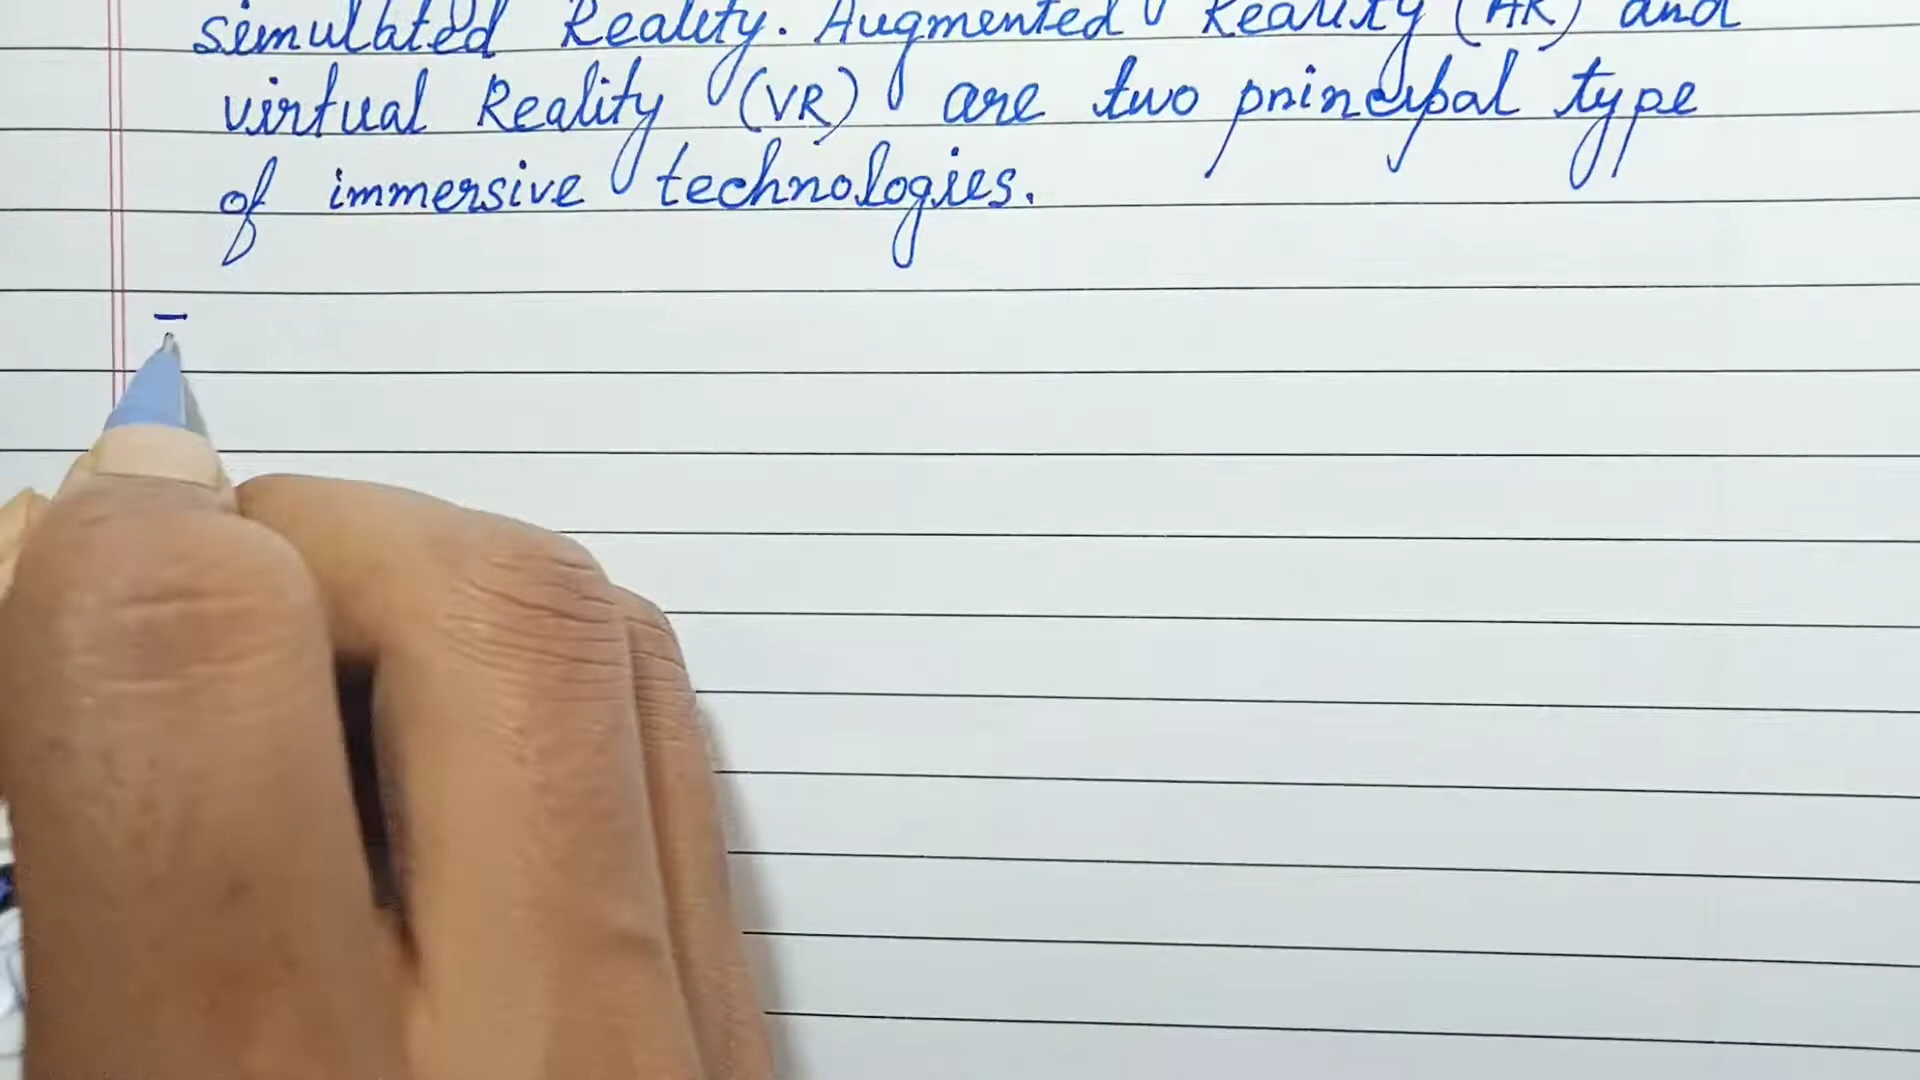 simulated Reality. Augmented Reality (AR) and
virtual Reality (VR) are two principal type
of immersive technologies.